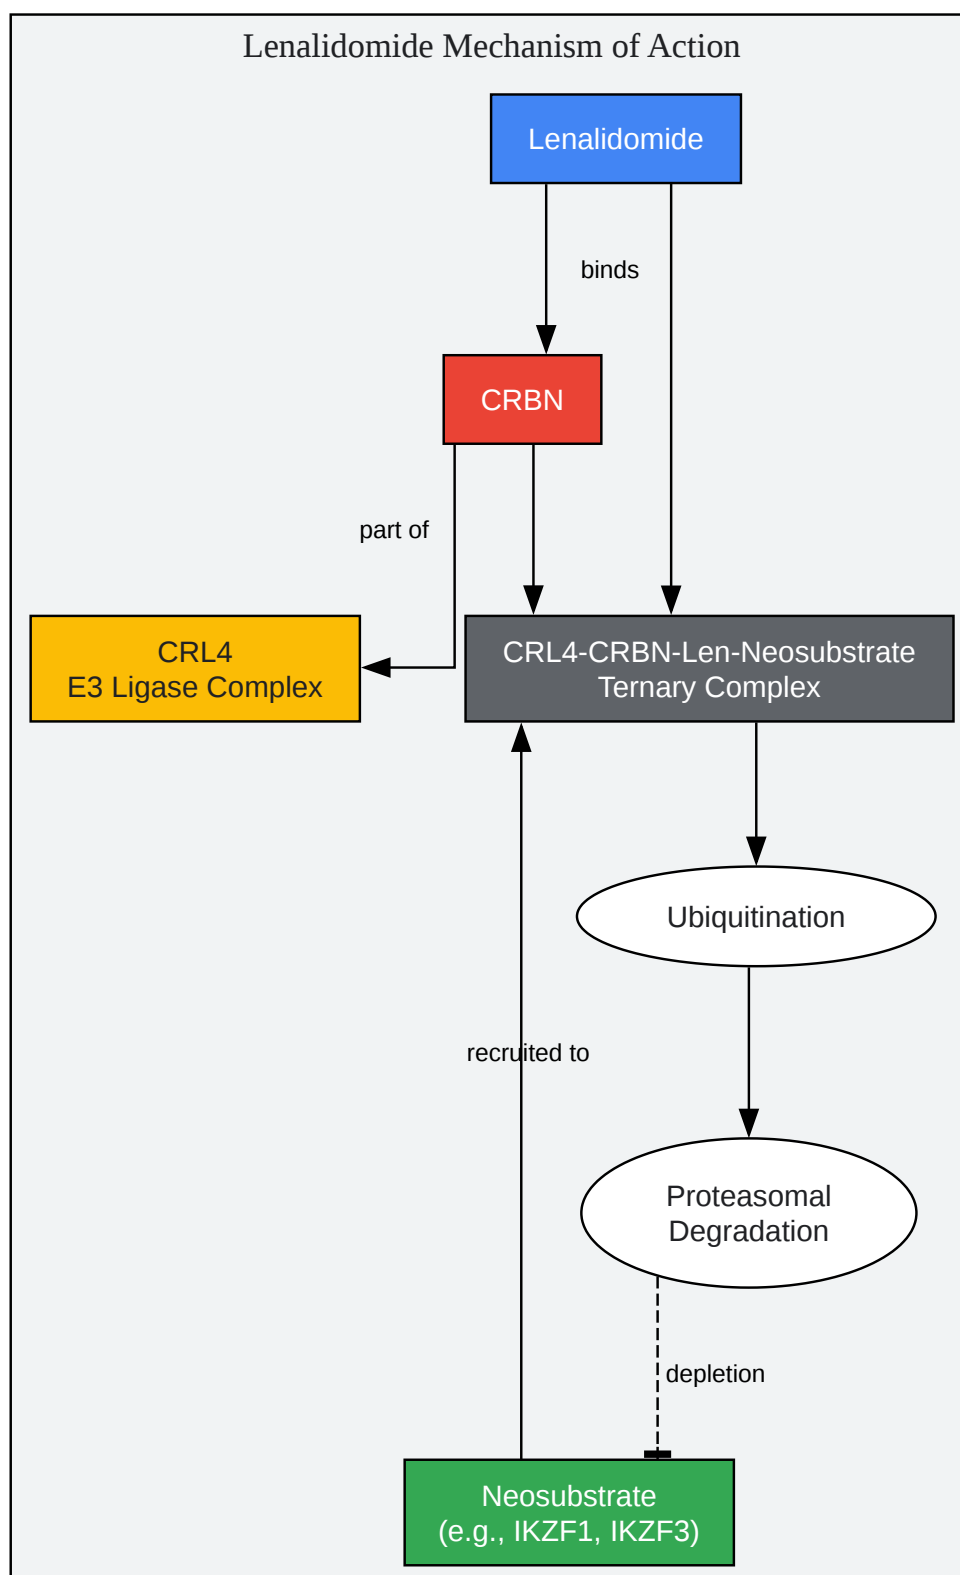 Lenalidomide Mechanism of Action
Lenalidomide
binds
CRBN
part of
CRL4
E3 Ligase Complex
CRL4-CRBN-Len-Neosubstrate
Ternary Complex
Ubiquitination
recruited to
Proteasomal
Degradation
depletion
Neosubstrate
(e.g., IKZF1, IKZF3)